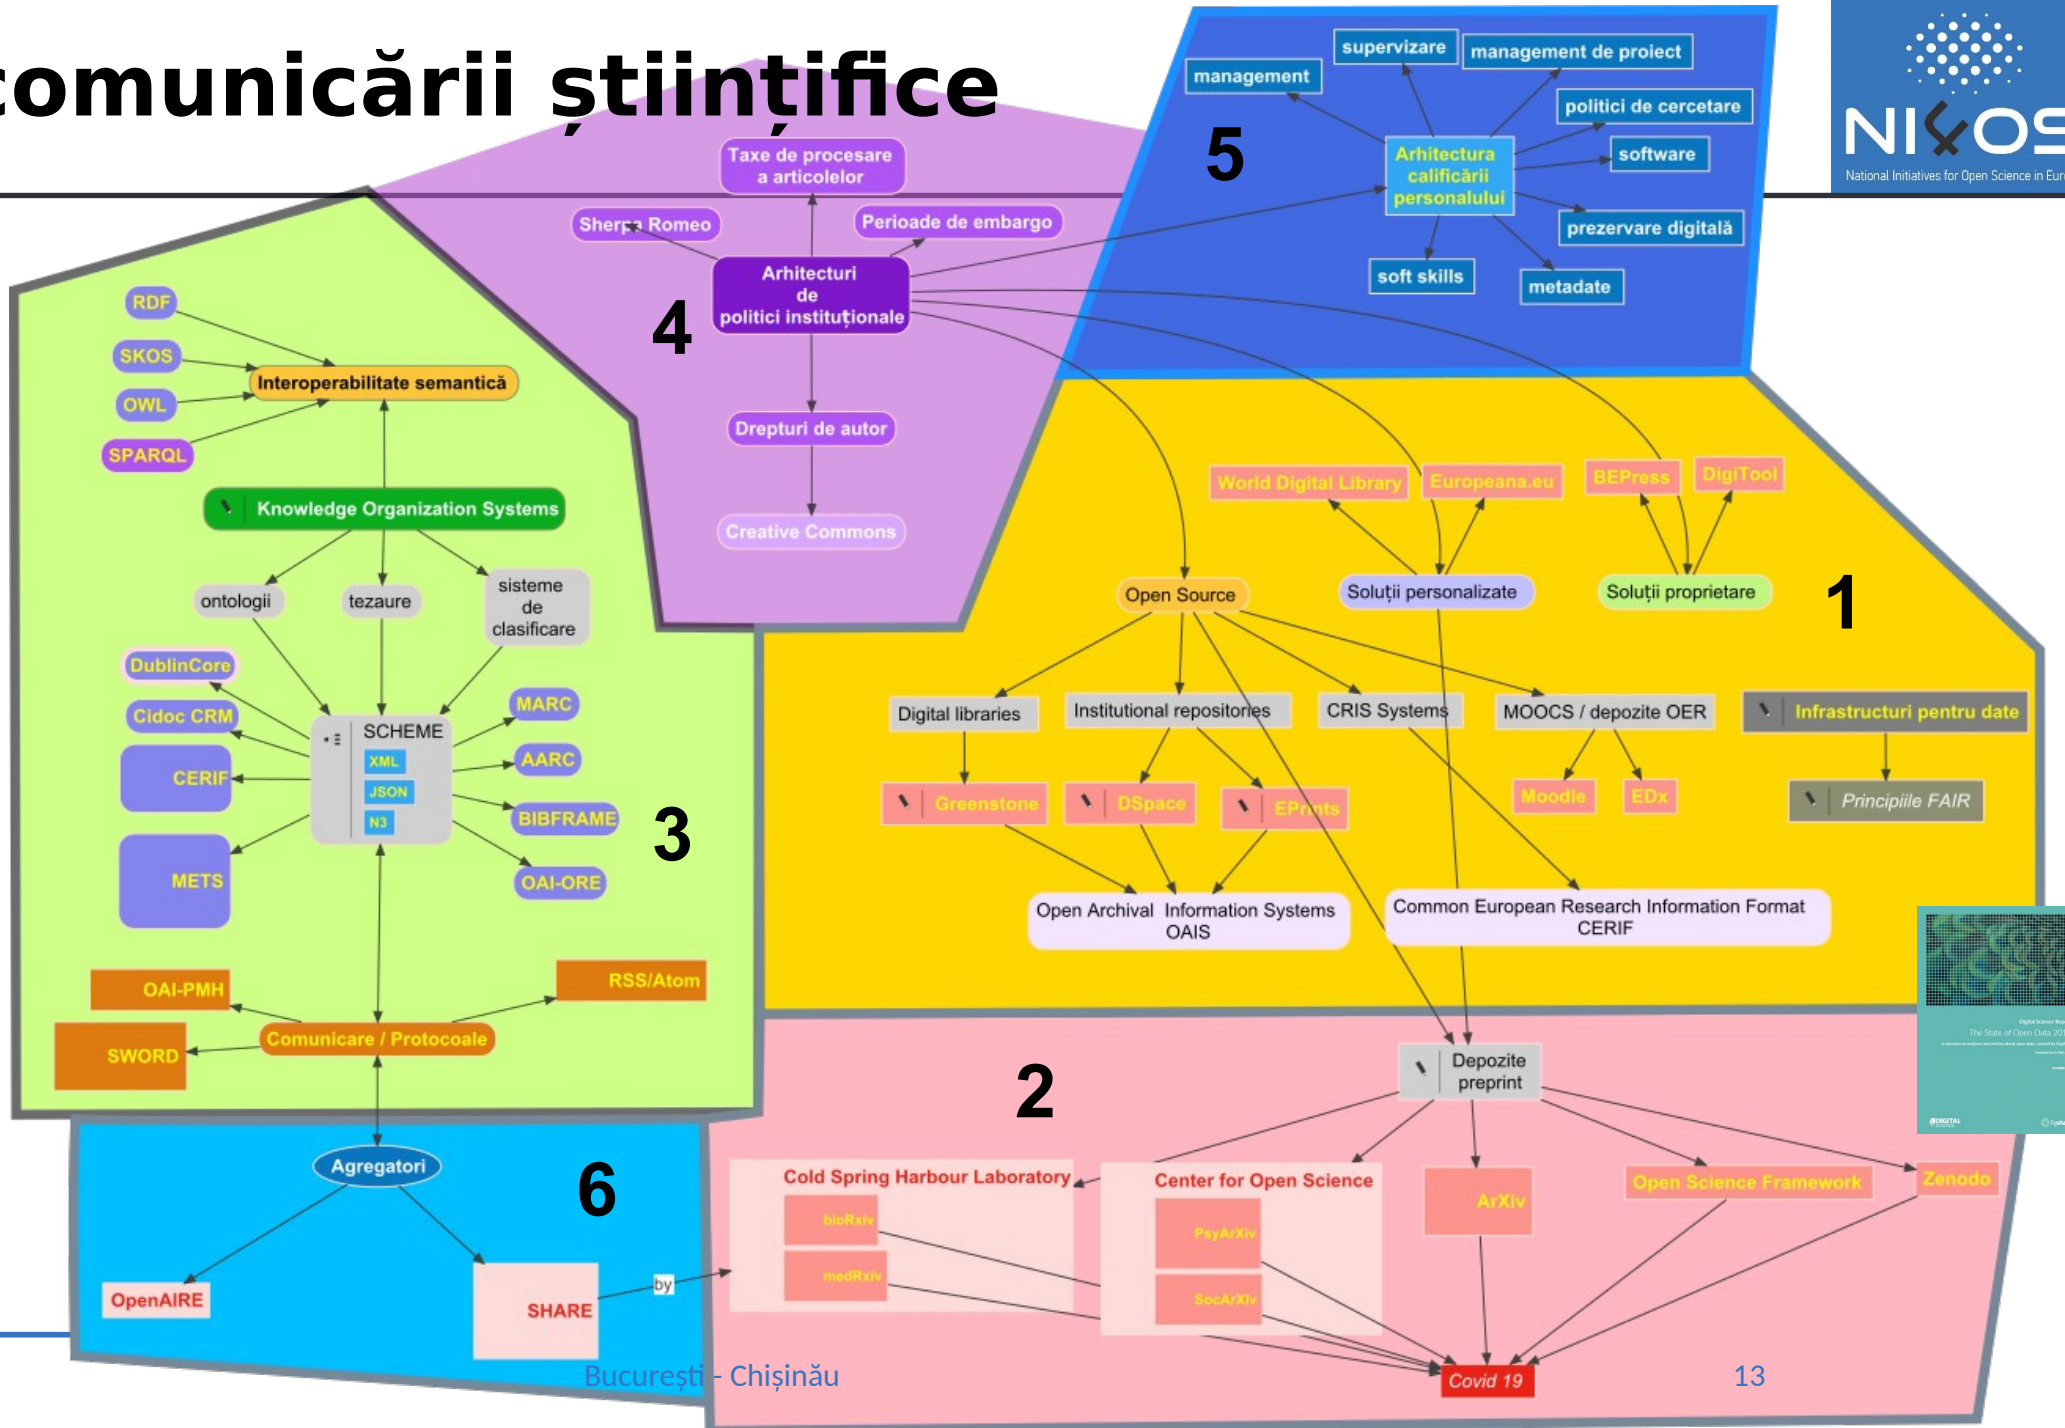 comunicării științifice
NI4OS
National Initiatives for Open Science in
5
supervizare
management de proiect
management
politici de cercetare
Arhitectura
calificării
personalului
software
prezervare digitală
soft skills
metadate
Taxe de procesare
a articolelor
Sherpa Romeo
Perioade de embargo
Arhitecturi
de
politici instituționale
4
Drepturi de autor
Creative Commons
RDF
SKOS
OWL
SPARQL
Interoperabilitate semantică
Knowledge Organization Systems
ontologii
tezaure
sisteme
de
clasificare
DublinCore
Cidoc CRM
CERIF
METS
SCHEME
XML
JSON
N3
MARC
AARC
BIBFRAME
OAI-ORE
3
OAI-PMH
RSS/Atom
SWORD
Comunicare / Protocoale
World Digital Library
Europeana.eu
BEPress
DigiTool
Open Source
Soluții personalizate
Soluții proprietare
1
Digital libraries
Institutional repositories
CRIS Systems
MOOCS / depozite OER
Infrastructuri pentru date
Greenstone
DSpace
EPrints
Moodle
EDx
Principiile FAIR
Open Archival Information Systems
OAIS
Common European Research Information Format
CERIF
The State of Open Data
DIGITAL
2
Depozite
preprint
Cold Spring Harbour Laboratory
bioRxiv
medRxiv
Center for Open Science
PsyArXiv
SocArXiv
ArXiv
Open Science Framework
Zenodo
Covid 19
6
Agregatori
OpenAIRE
SHARE
by
București - Chișinău
13